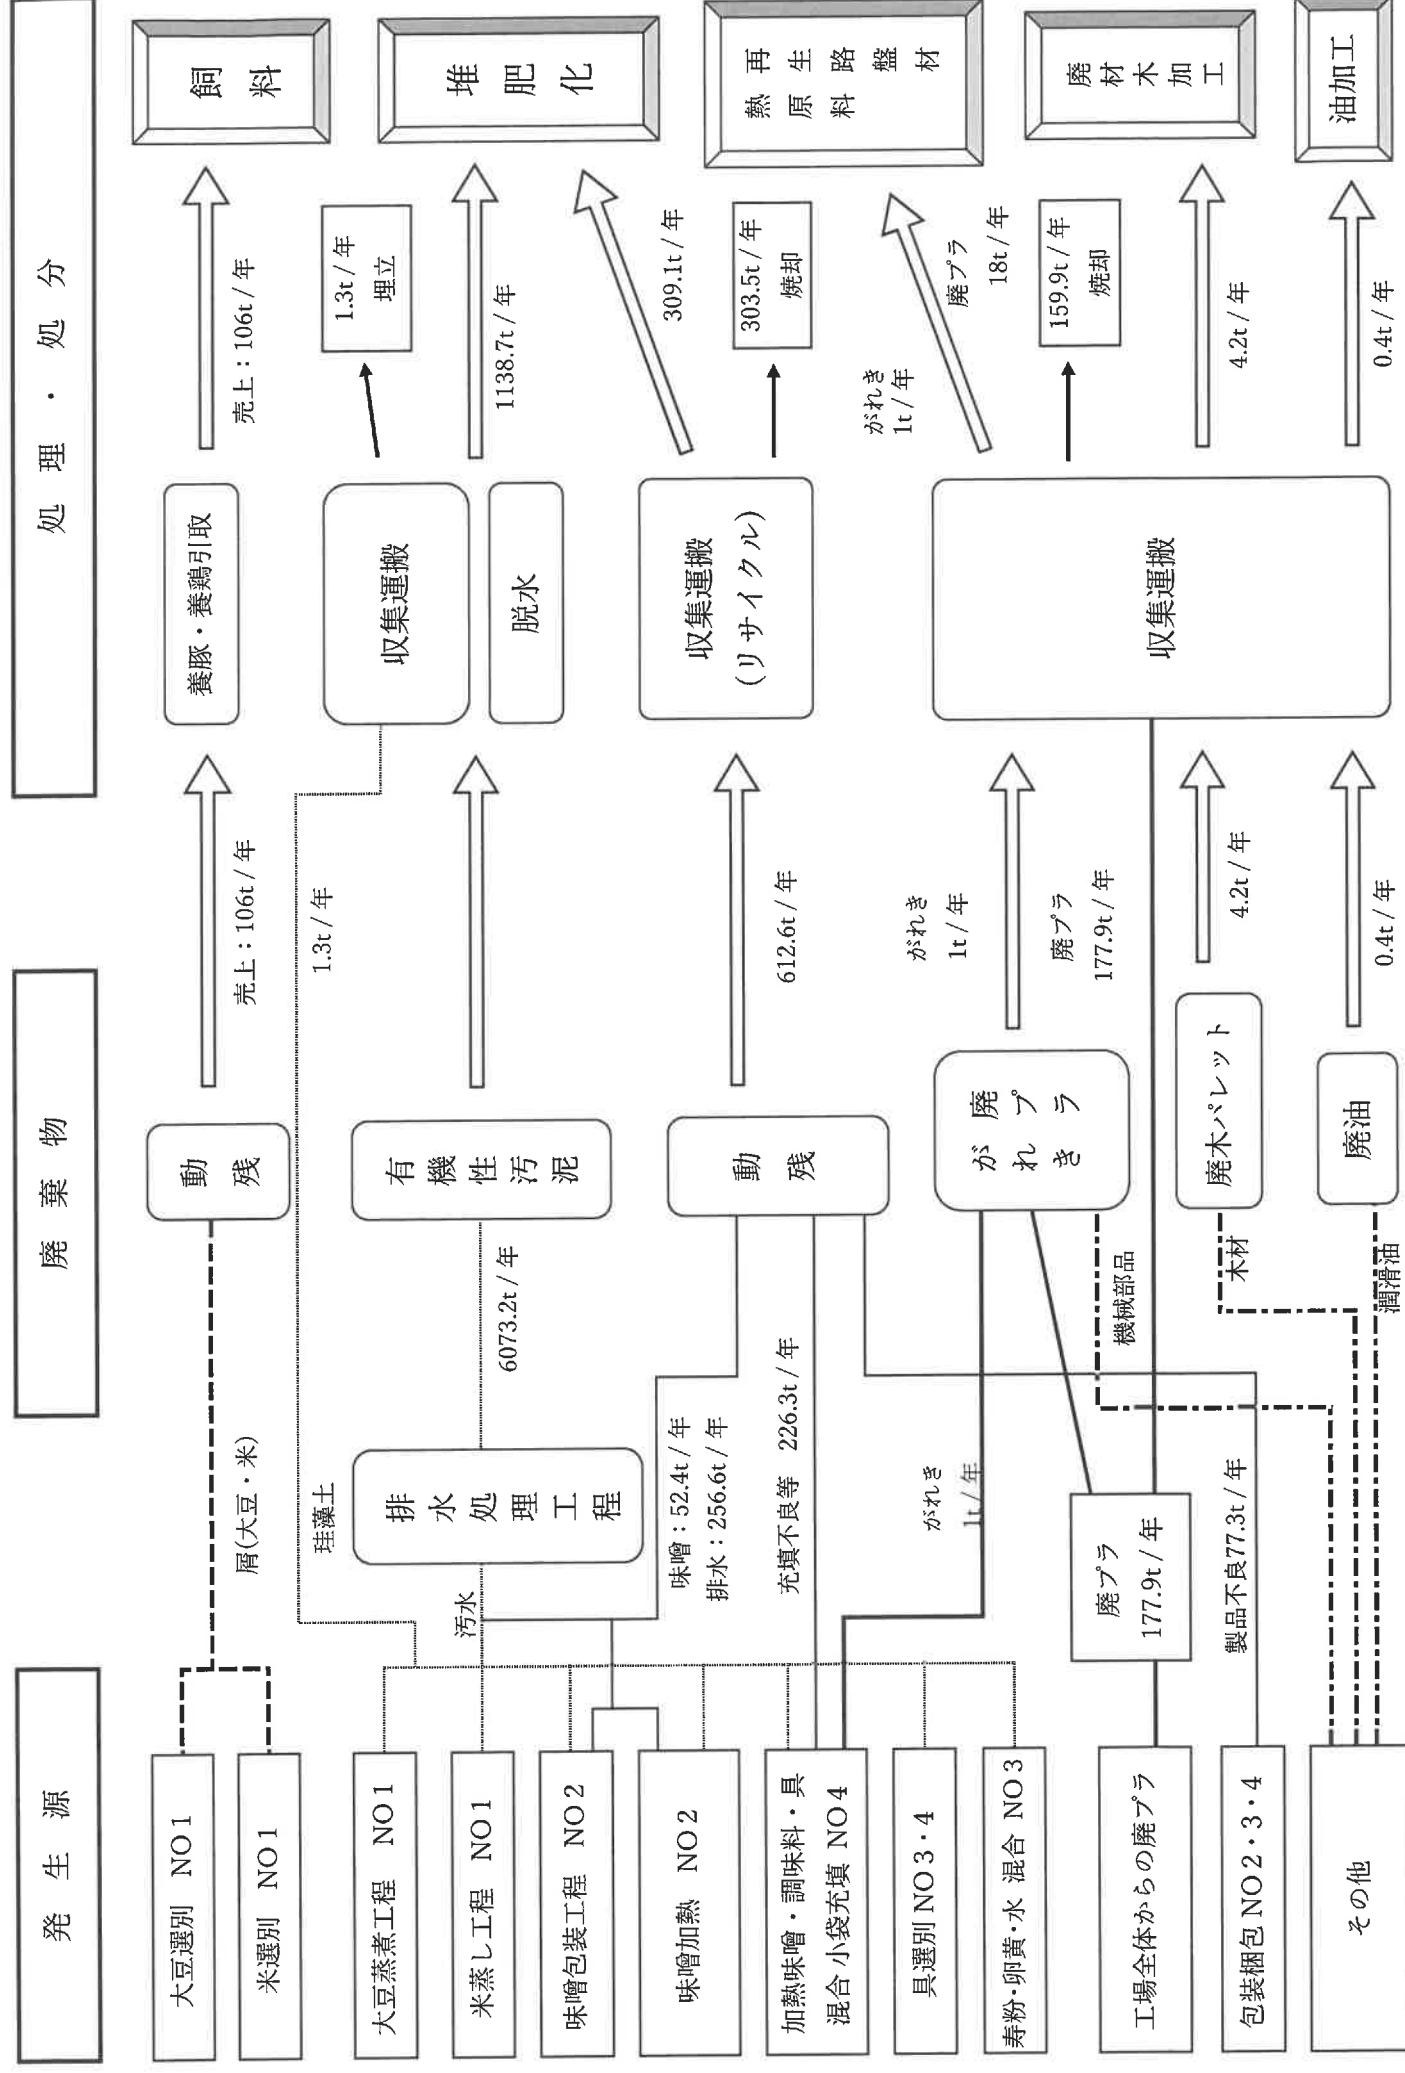 発生源
廃棄物
処理・処分
大豆選別　NO1
米選別　NO1
屑(大豆・米)
動残
売上：106t/年
養豚・養鶏引取
売上：106t/年
飼料
珪藻土
1.3t/年
収集運搬
1.3t/年
埋立
大豆蒸煮工程　NO1
米蒸し工程　NO1
味噌包装工程　NO2
味噌加熱　NO2
汚水
排水処理工程
6073.2t/年
有機性汚泥
脱水
1138.7t/年
堆肥化
味噌：52.4t/年
排水：256.6t/年
充填不良等　226.3t/年
動残
612.6t/年
収集運搬
(リサイクル)
309.1t/年
303.5t/年
焼却
加熱味噌・調味料・具
混合 小袋充填 NO4
具選別 NO3・4
寿粉・卵黄・水 混合 NO3
がれき
1t/年
廃プラ
がれき
がれき
1t/年
廃プラ
177.9t/年
収集運搬
がれき
1t/年
廃プラ
18t/年
再生路盤材
熱原料
159.9t/年
焼却
工場全体からの廃プラ
廃プラ
177.9t/年
機械部品
包装梱包 NO2・3・4
製品不良77.3t/年
木材
廃木パレット
4.2t/年
4.2t/年
廃材木加工
その他
潤滑油
廃油
0.4t/年
0.4t/年
油加工